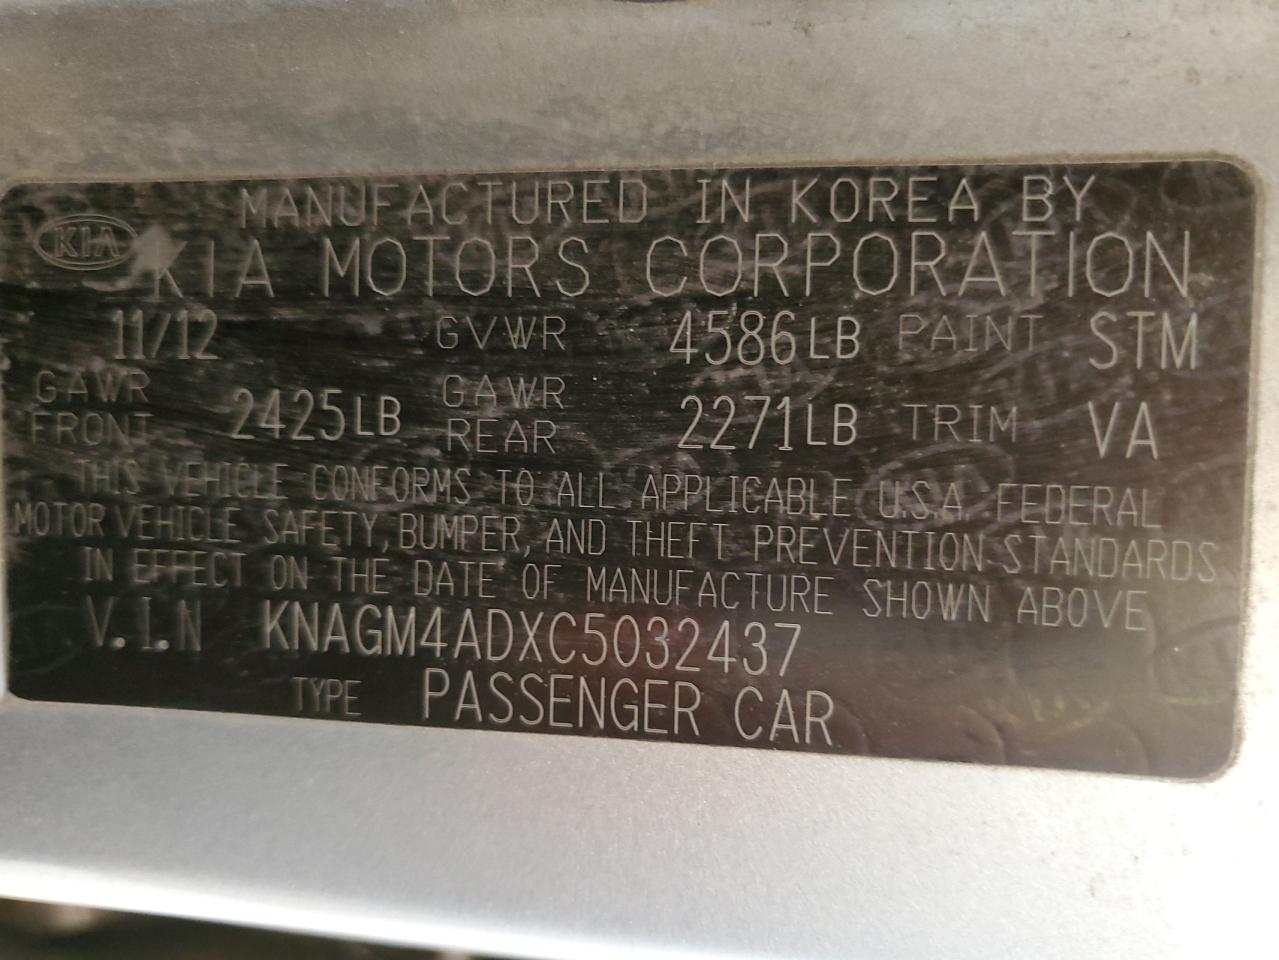 MANUFACTURED IN KOREA BY
KIA KIA MOTORS CORPORATION
11/12 GVWR 4586LB PAINT STM
GAWR FRONT 2425LB GAWR REAR 2271LB TRIM VA
THIS VEHICLE CONFORMS TO ALL APPLICABLE U.S.A. FEDERAL
MOTOR VEHICLE SAFETY, BUMPER, AND THEFT PREVENTION STANDARDS
IN EFFECT ON THE DATE OF MANUFACTURE SHOWN ABOVE
V.I.N KNAGM4ADXC5032437
TYPE PASSENGER CAR